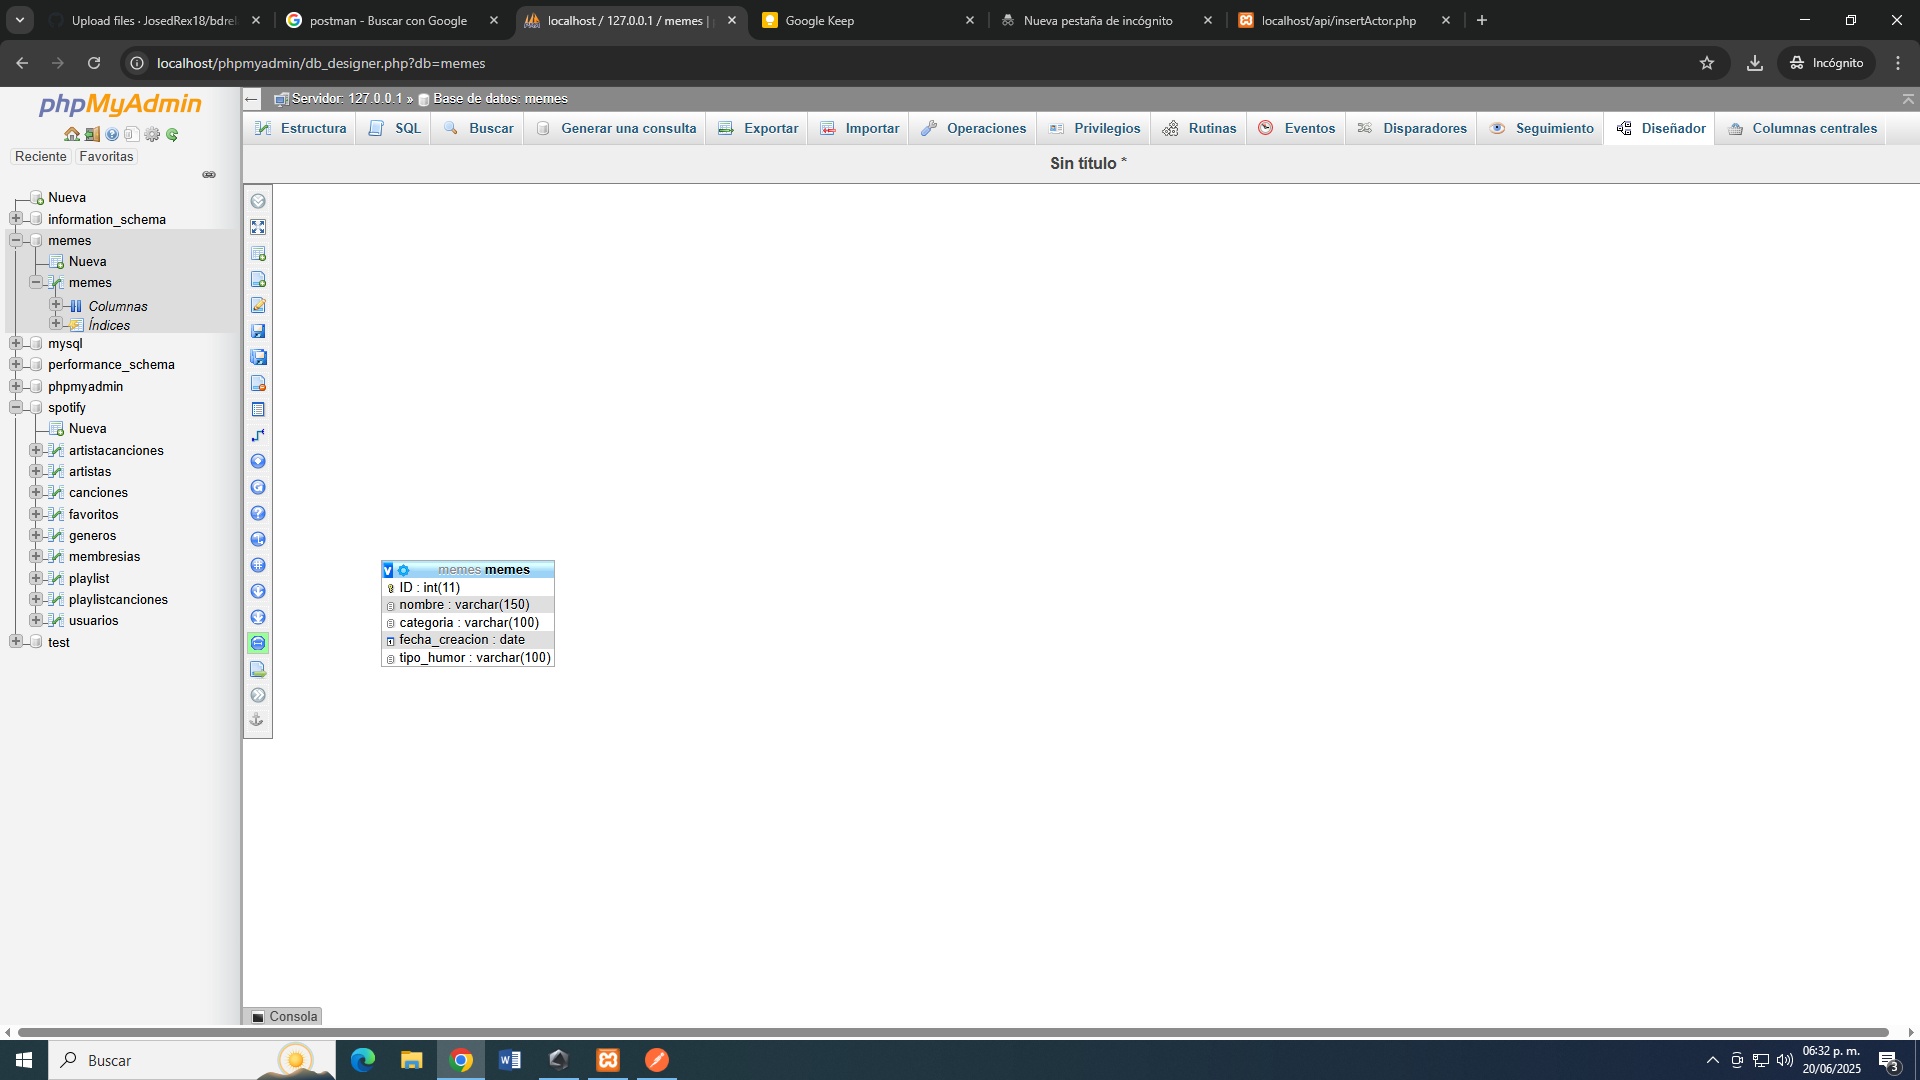 Upload files · JosedRex18/bdrel
postman - Buscar con Google
localhost / 127.0.0.1 / memes |
Google Keep
Nueva pestaña de incógnito
localhost/api/insertActor.php
localhost/phpmyadmin/db_designer.php?db=memes
Incógnito
phpMyAdmin
Reciente Favoritas
Nueva
information_schema
memes
Nueva
memes
Columnas
Índices
mysql
performance_schema
phpmyadmin
spotify
Nueva
artistacanciones
artistas
canciones
favoritos
generos
membresias
playlist
playlistcanciones
usuarios
test
Servidor: 127.0.0.1 » Base de datos: memes
Estructura SQL Buscar Generar una consulta Exportar Importar Operaciones Privilegios Rutinas Eventos Disparadores Seguimiento Diseñador Columnas centrales
Sin título *
v memes memes
ID : int(11)
nombre : varchar(150)
categoria : varchar(100)
fecha_creacion : date
tipo_humor : varchar(100)
Consola
Buscar
06:32 p. m.
20/06/2025
3